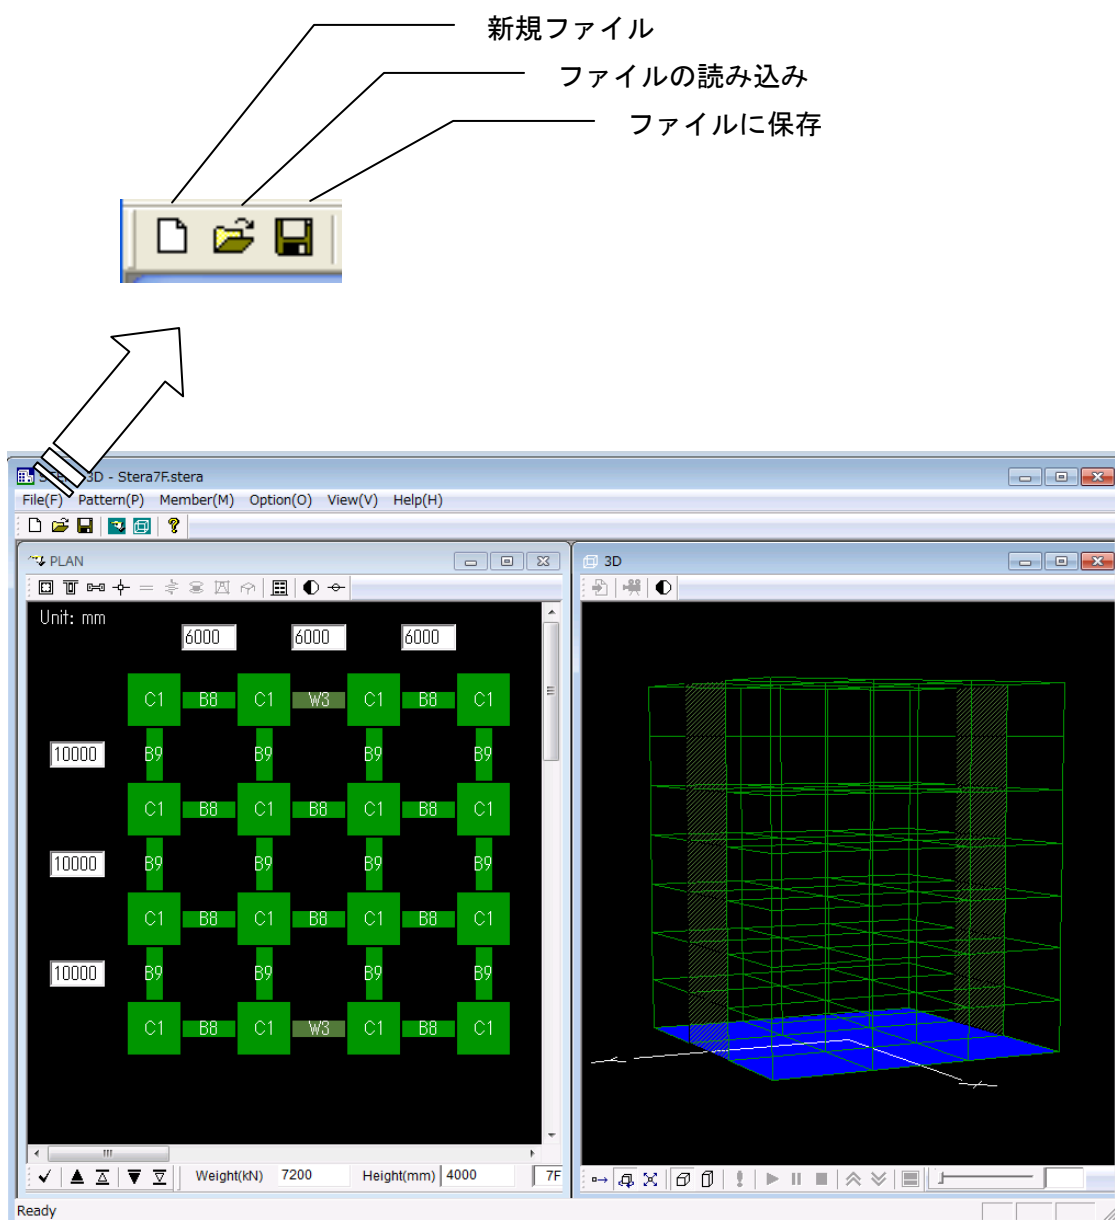 新規ファイル
ファイルの読み込み
ファイルに保存
3D - Stera7F.stera
File(F) Pattern(P) Member(M) Option(O) View(V) Help(H)
PLAN
3D
Unit: mm
6000 6000 6000
C1 B8 C1 W3 C1 B8 C1
10000 B9 B9 B9 B9
C1 B8 C1 B8 C1 B8 C1
10000 B9 B9 B9 B9
C1 B8 C1 B8 C1 B8 C1
10000 B9 B9 B9 B9
C1 B8 C1 W3 C1 B8 C1
Weight(kN) 7200 Height(mm) 4000 7F
Ready